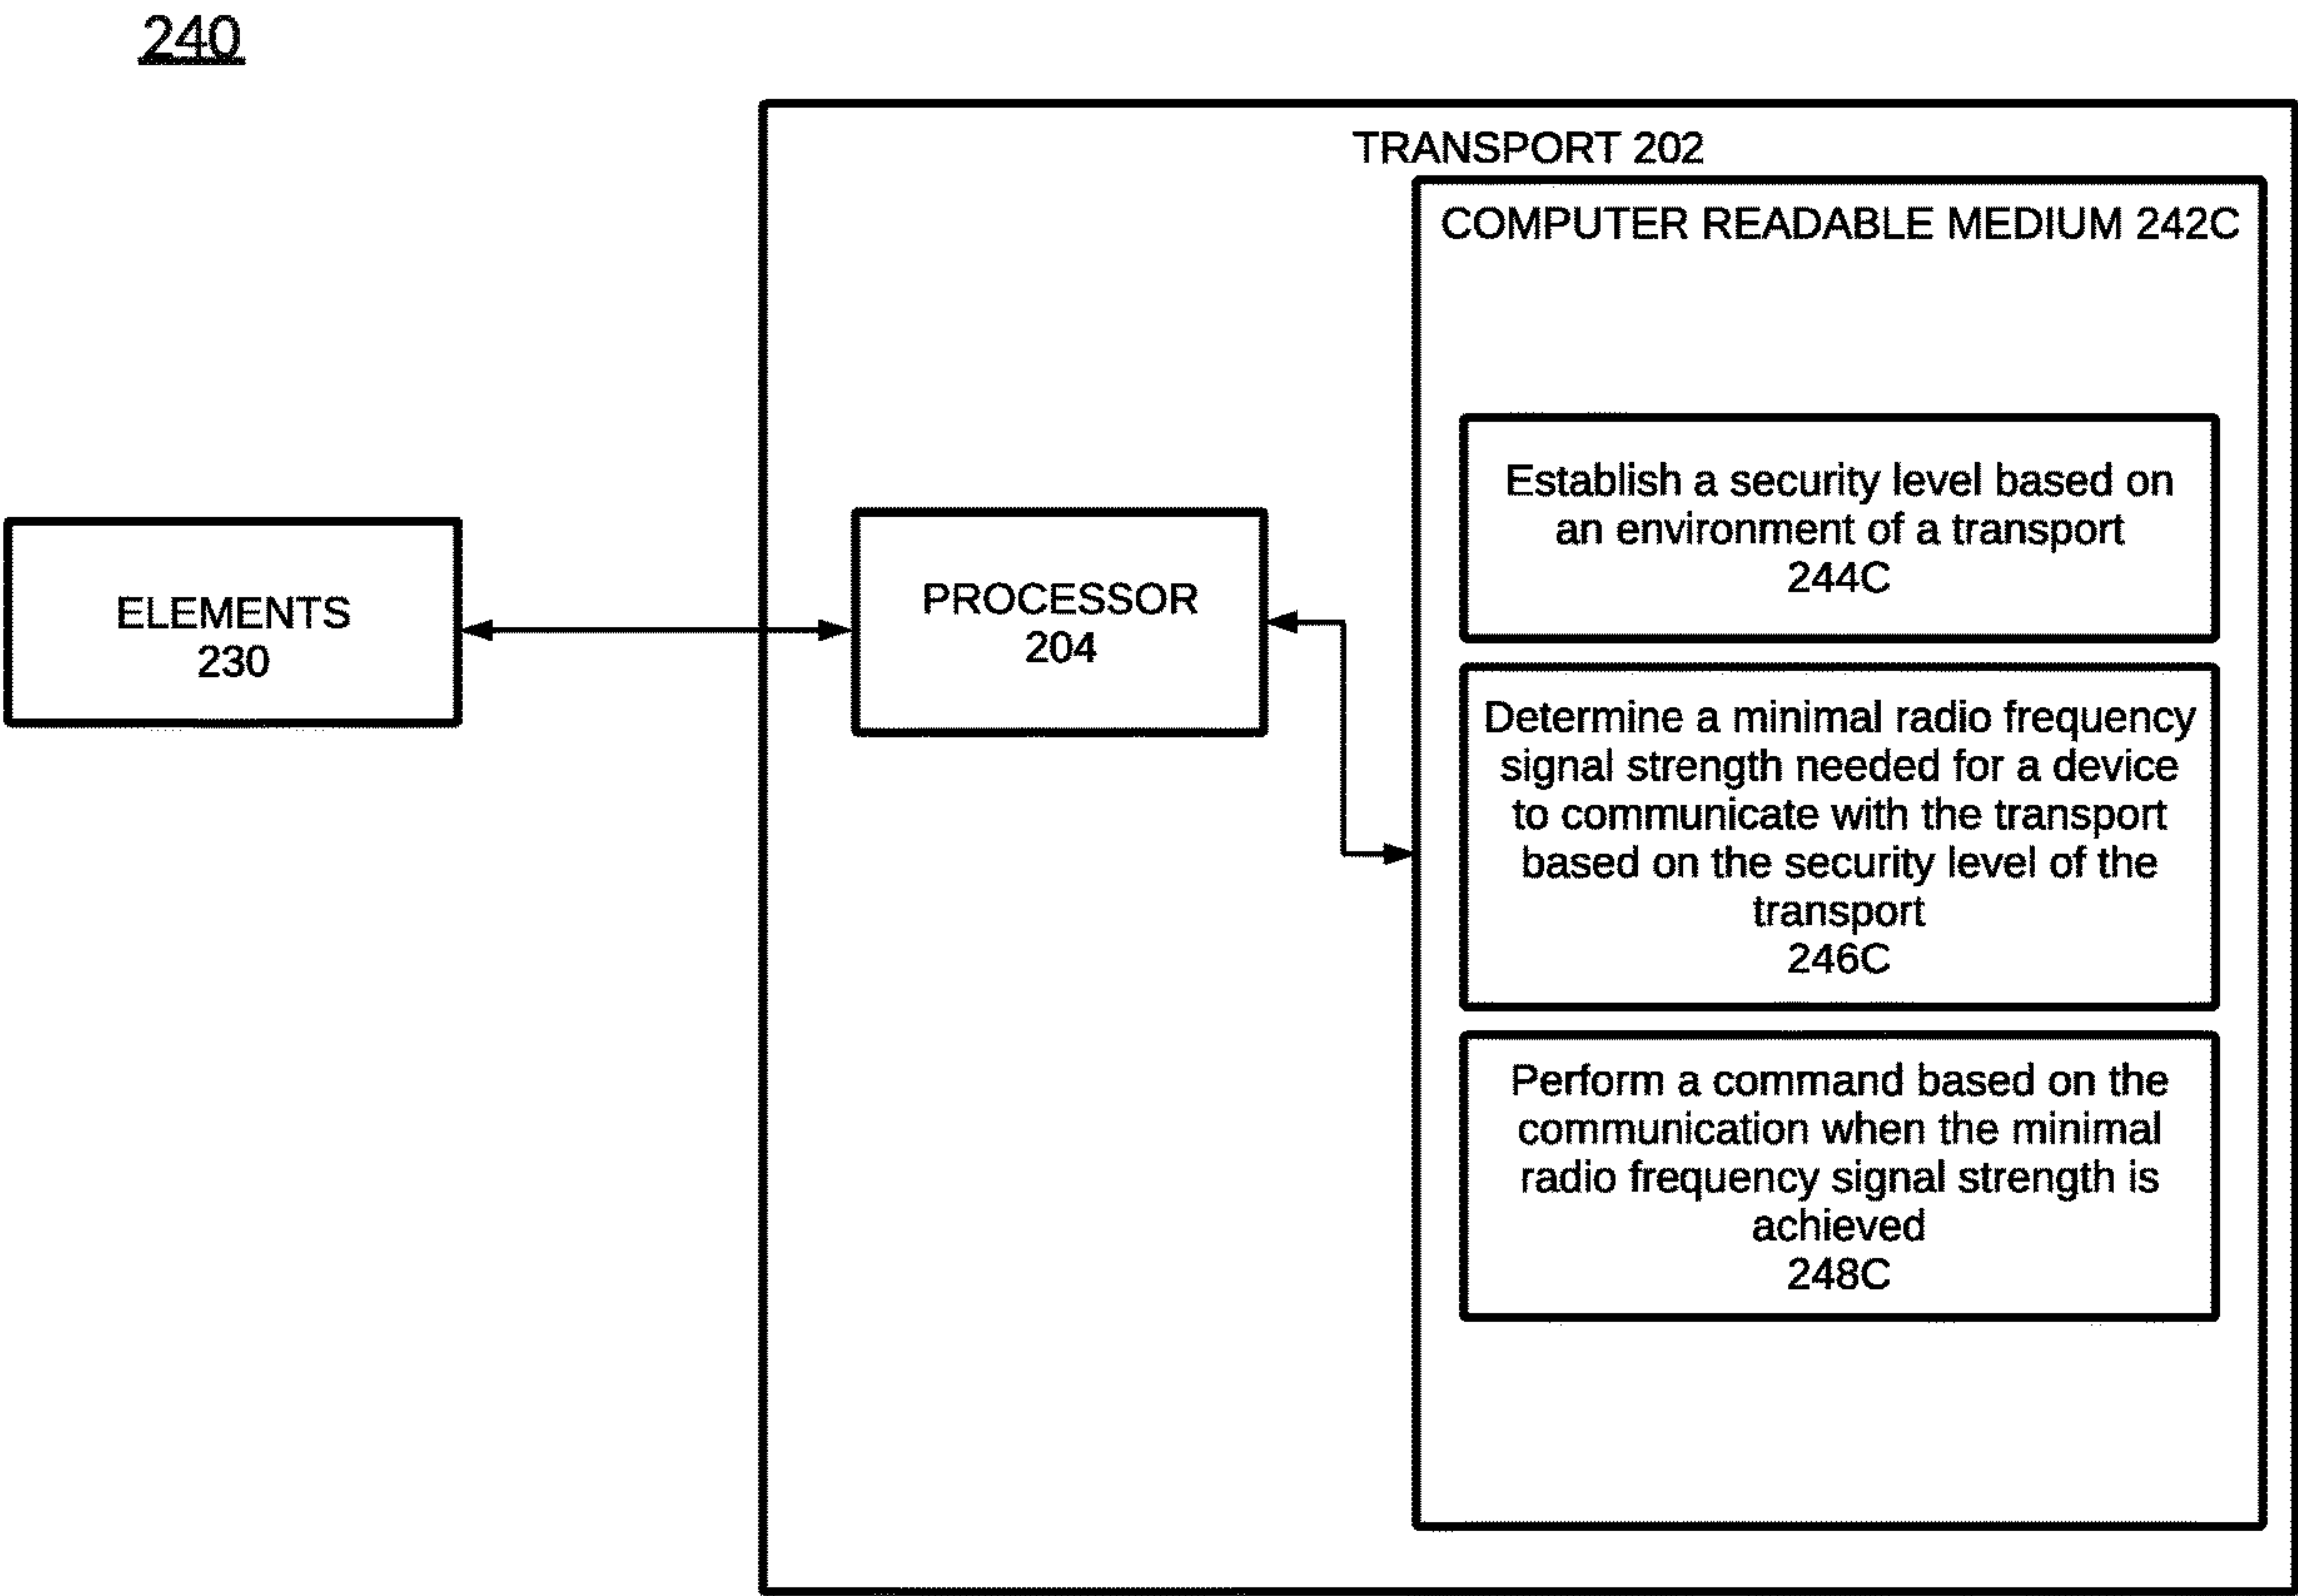 240
TRANSPORT 202
COMPUTER READABLE MEDIUM 242C
ELEMENTS
230
PROCESSOR
204
Establish a security level based on
an environment of a transport
244C
Determine a minimal radio frequency
signal strength needed for a device
to communicate with the transport
based on the security level of the
transport
246C
Perform a command based on the
communication when the minimal
radio frequency signal strength is
achieved
248C